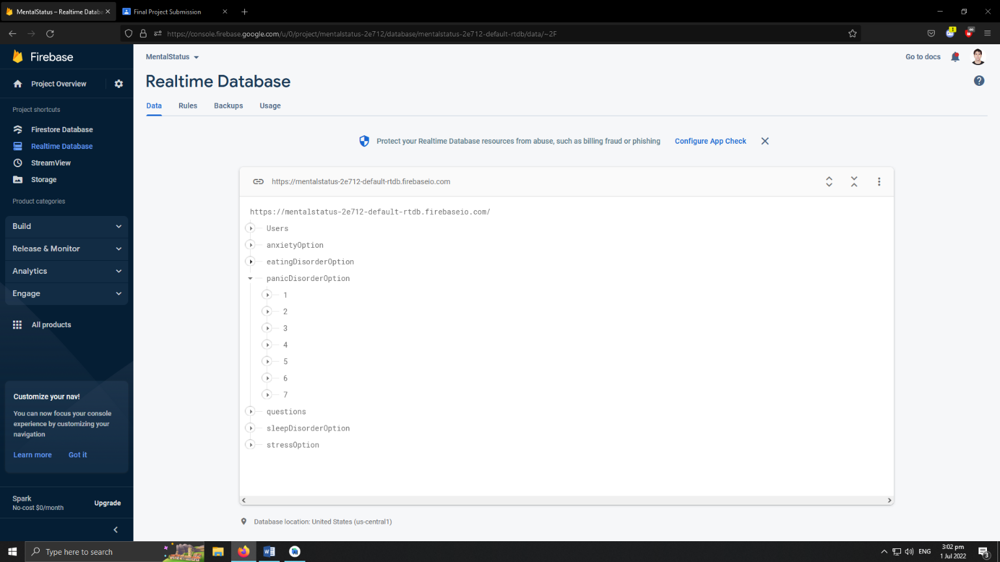 MentalStatus – Realtime Databa
Final Project Submission
https://console.firebase.google.com/u/0/project/mentalstatus-2e712/database/mentalstatus-2e712-default-rtdb/data/~2F
Firebase
Project Overview
Project shortcuts
Firestore Database
Realtime Database
StreamView
Storage
Product categories
Build
Release & Monitor
Analytics
Engage
All products
Customize your nav!
You can now focus your console
experience by customizing your
navigation
Learn more Got it
Spark
No-cost $0/month
Upgrade
MentalStatus
Go to docs
Realtime Database
Data Rules Backups Usage
Protect your Realtime Database resources from abuse, such as billing fraud or phishing Configure App Check
https://mentalstatus-2e712-default-rtdb.firebaseio.com
https://mentalstatus-2e712-default-rtdb.firebaseio.com/
Users
anxietyOption
eatingDisorderOption
panicDisorderOption
1
2
3
4
5
6
7
questions
sleepDisorderOption
stressOption
Database location: United States (us-central1)
Type here to search
ENG
3:02 pm
1 Jul 2022
3